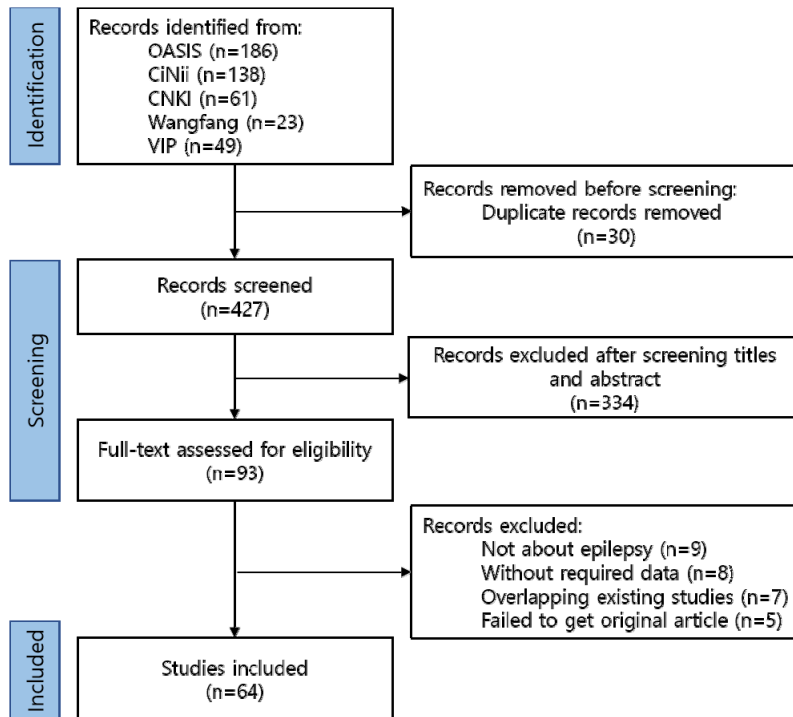 Identification
Records identified from:
OASIS (n=186)
CiNii (n=138)
CNKI (n=61)
Wangfang (n=23)
VIP (n=49)
Records removed before screening:
Duplicate records removed
(n=30)
Screening
Records screened
(n=427)
Records excluded after screening titles
and abstract
(n=334)
Full-text assessed for eligibility
(n=93)
Records excluded:
Not about epilepsy (n=9)
Without required data (n=8)
Overlapping existing studies (n=7)
Failed to get original article (n=5)
Included
Studies included
(n=64)